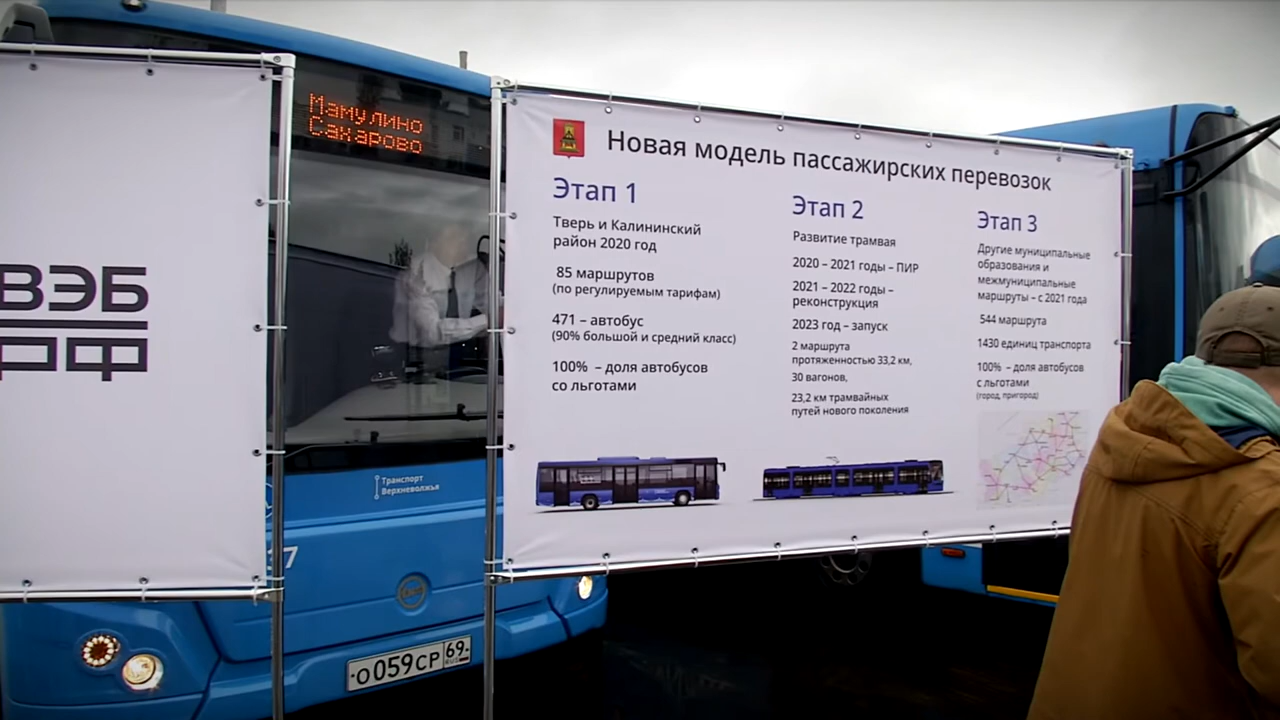 ВЭБ
РФ
Мамулино
Сахарово
Новая модель пассажирских перевозок
Этап 1
Тверь и Калининский
район 2020 год
85 маршрутов
(по регулируемым тарифам)
471 – автобус
(90% большой и средний класс)
100% – доля автобусов
со льготами
Этап 2
Развитие трамвая
2020 – 2021 годы – ПИР
2021 – 2022 годы –
реконструкция
2023 год – запуск
2 маршрута
протяженностью 33,2 км,
30 вагонов,
23,2 км трамвайных
путей нового поколения
Этап 3
Другие муниципальные
образования и
межмуниципальные
маршруты – с 2021 года
544 маршрута
1430 единиц транспорта
100% – доля автобусов
с льготами
(город, пригород)
Транспорт
Верхневолжья
7
О 059 СР 69
RUS